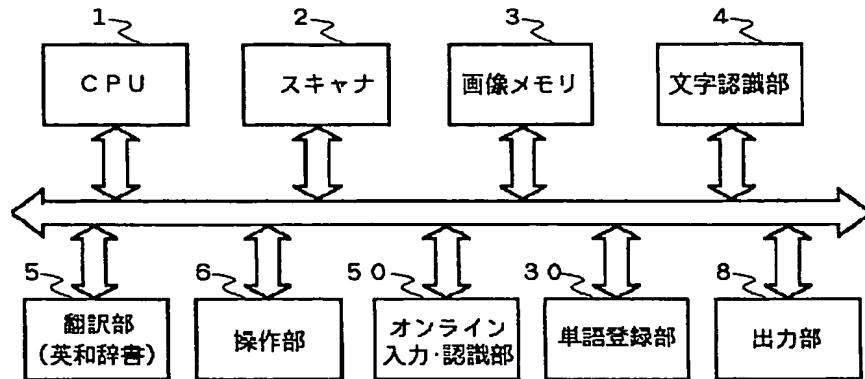 1 2 3 4
CPU スキャナ 画像メモリ 文字認識部
5 6 50 30 8
翻訳部
(英和辞書)
操作部
オンライン
入力・認識部
単語登録部
出力部